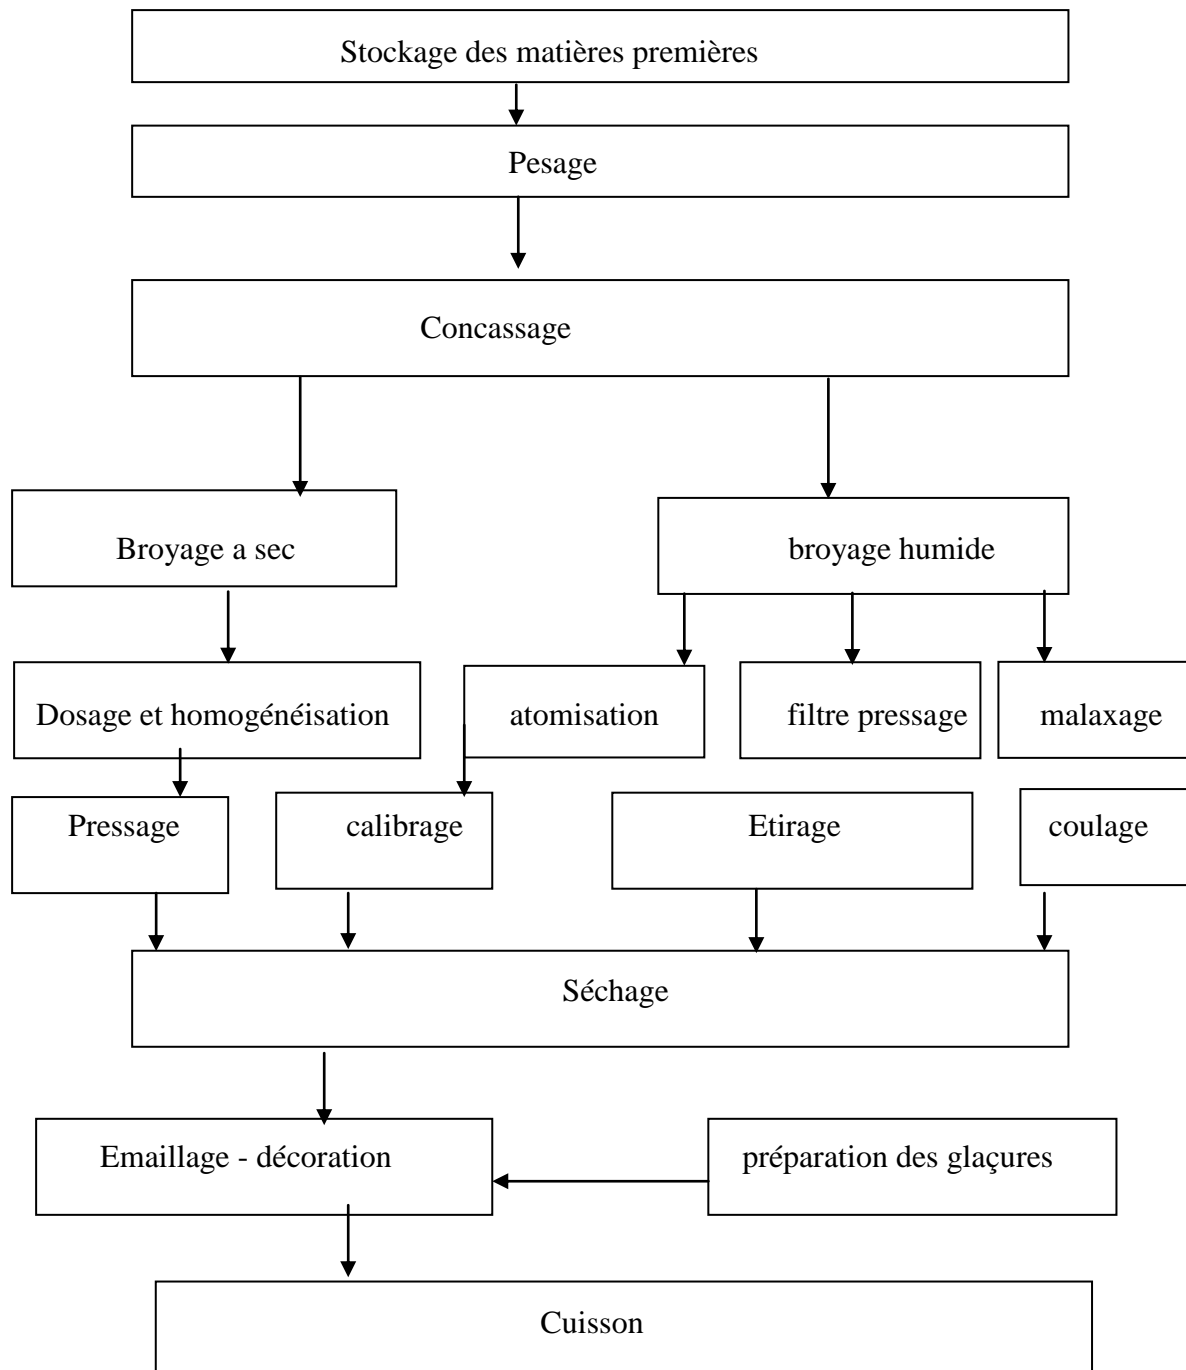 Stockage des matières premières
Pesage
Concassage
Broyage a sec
broyage humide
Dosage et homogénéisation
atomisation
filtre pressage
malaxage
Pressage
calibrage
Etirage
coulage
Séchage
Emaillage - décoration
préparation des glaçures
Cuisson